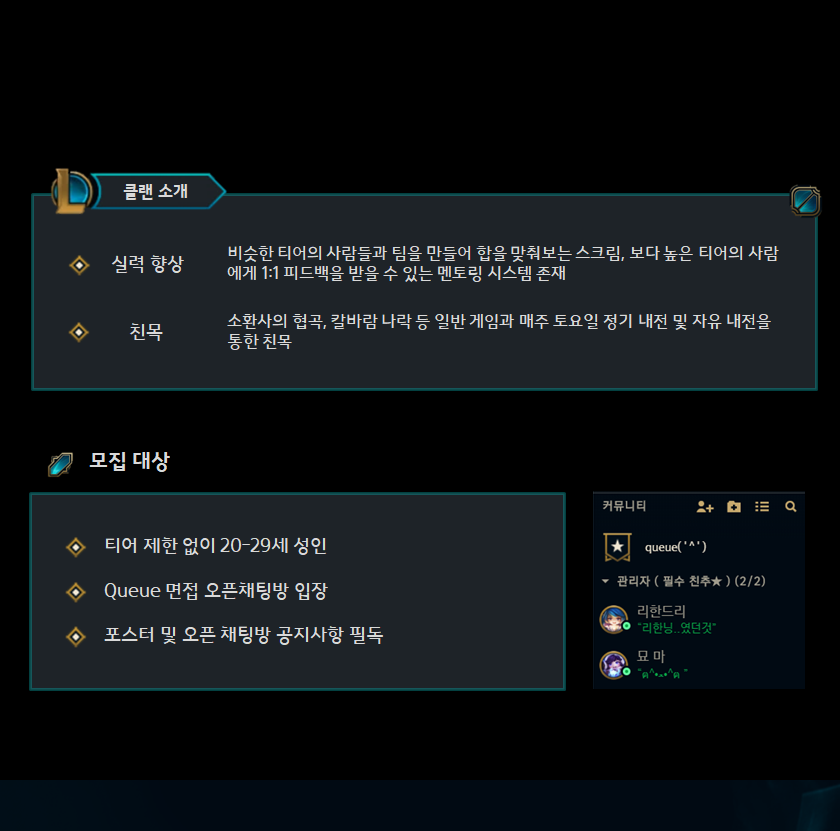 클랜 소개
실력 향상
비슷한 티어의 사람들과 팀을 만들어 합을 맞춰보는 스크림, 보다 높은 티어의 사람
에게 1:1 피드백을 받을 수 있는 멘토링 시스템 존재
친목
소환사의 협곡, 칼바람 나락 등 일반 게임과 매주 토요일 정기 내전 및 자유 내전을
통한 친목
모집 대상
티어 제한 없이 20-29세 성인
Queue 면접 오픈채팅방 입장
포스터 및 오픈 채팅방 공지사항 필독
커뮤니티
queue('^')
관리자 ( 필수 친추★ ) (2/2)
리한드리
"리한닝..였던것"
묘 마